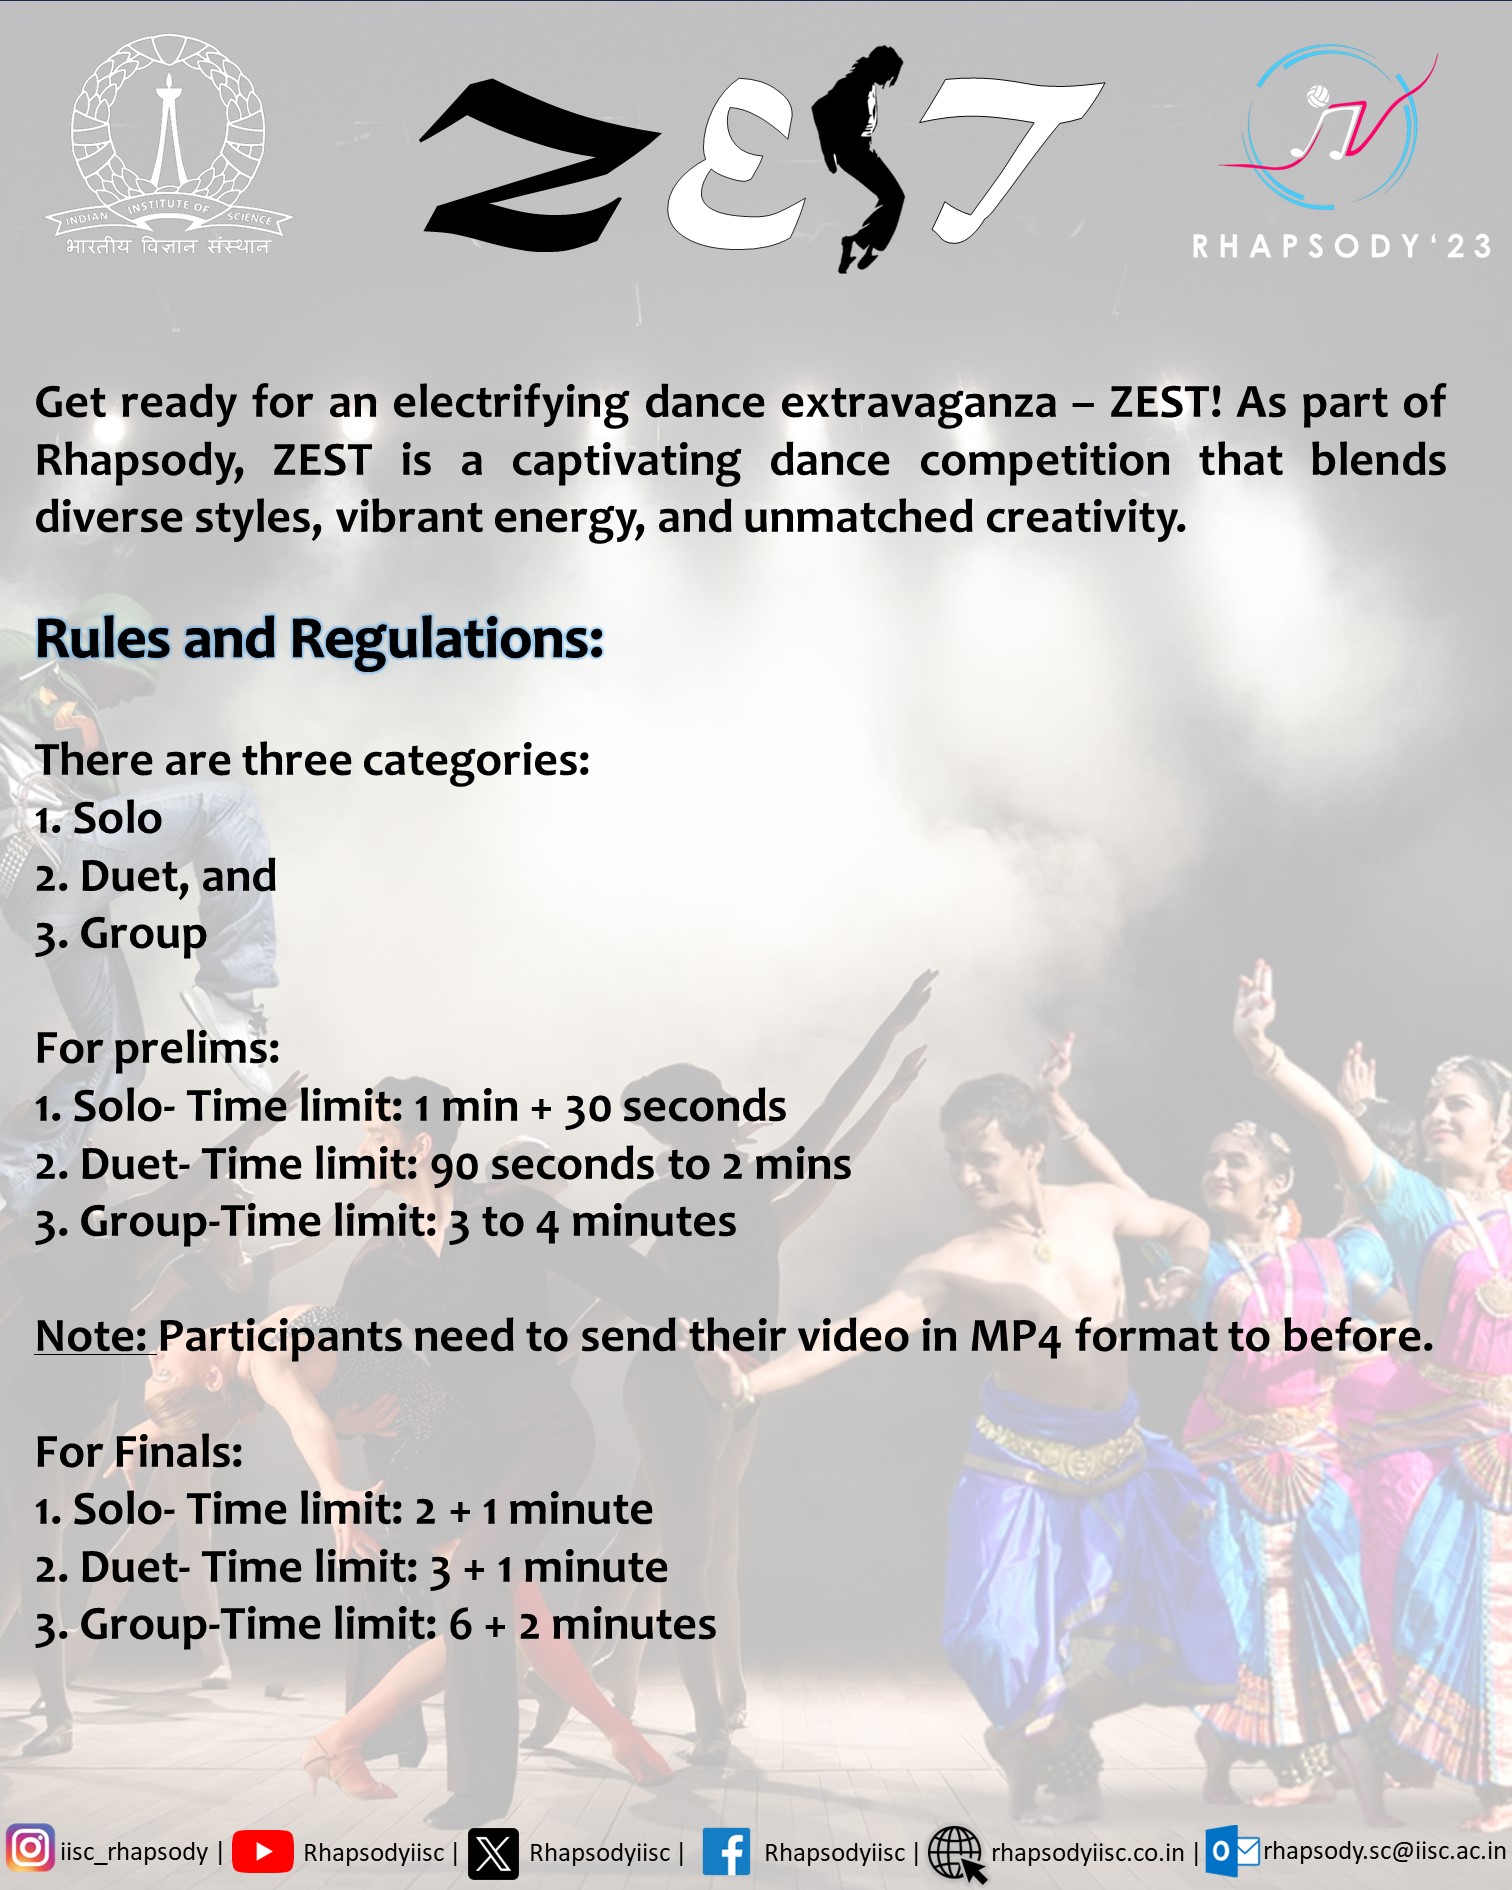 INDIAN INSTITUTE OF SCIENCE
भारतीय विज्ञान संस्थान
ZEST
RHAPSODY‘23
Get ready for an electrifying dance extravaganza – ZEST! As part of
Rhapsody, ZEST is a captivating dance competition that blends
diverse styles, vibrant energy, and unmatched creativity.
Rules and Regulations:
There are three categories:
1. Solo
2. Duet, and
3. Group
For prelims:
1. Solo- Time limit: 1 min + 30 seconds
2. Duet- Time limit: 90 seconds to 2 mins
3. Group-Time limit: 3 to 4 minutes
Note: Participants need to send their video in MP4 format to before.
For Finals:
1. Solo- Time limit: 2 + 1 minute
2. Duet- Time limit: 3 + 1 minute
3. Group-Time limit: 6 + 2 minutes
iisc_rhapsody | Rhapsodyiisc | Rhapsodyiisc | Rhapsodyiisc | rhapsodyiisc.co.in | rhapsody.sc@iisc.ac.in